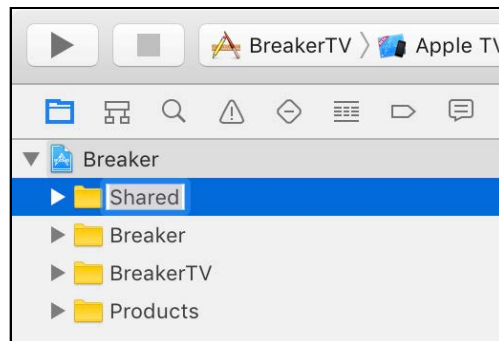 BreakerTV 〉 Apple TV
Breaker
Shared
Breaker
BreakerTV
Products